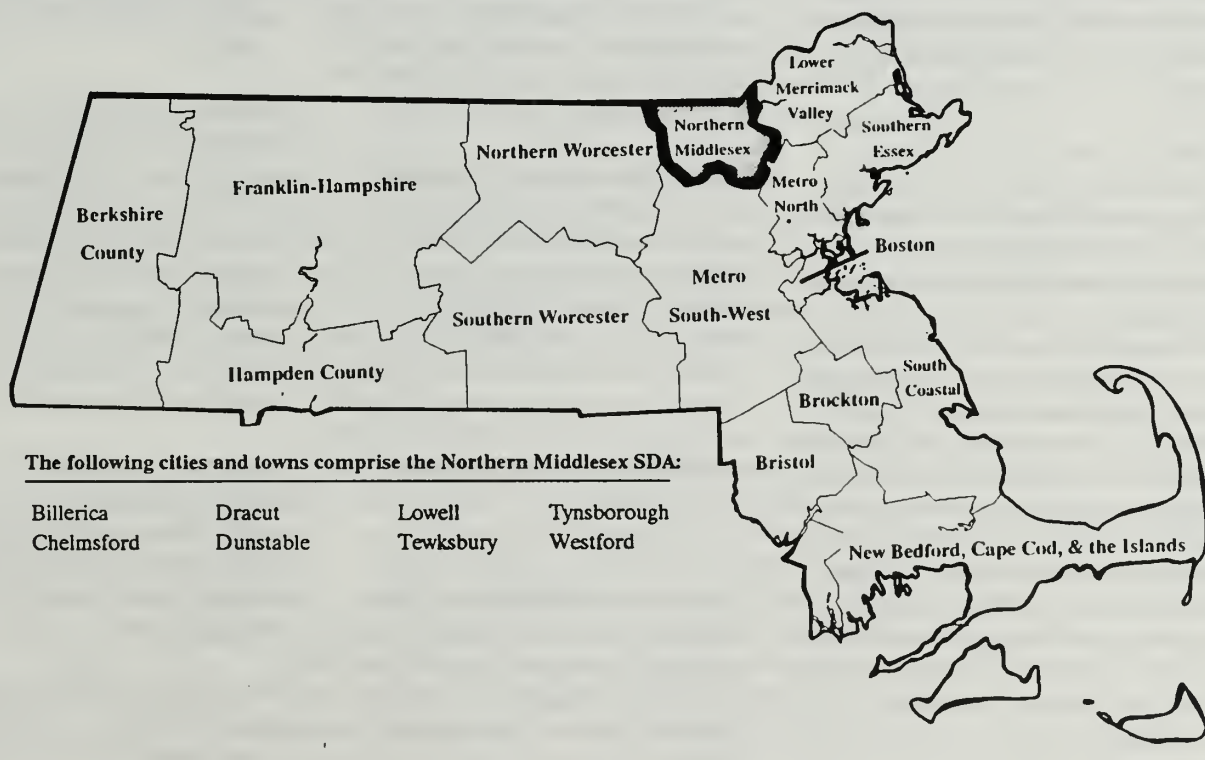 Lower
Merrimack
Valley
Northern
Middlesex
Southern
Essex
Northern Worcester
Franklin-Hampshire
Metro
North
Berkshire
County
Boston
Metro
South-West
Southern Worcester
Hampden County
South
Coastal
Brockton
Bristol
New Bedford, Cape Cod, & the Islands
The following cities and towns comprise the Northern Middlesex SDA:
Billerica Dracut Lowell Tynsborough
Chelmsford Dunstable Tewksbury Westford